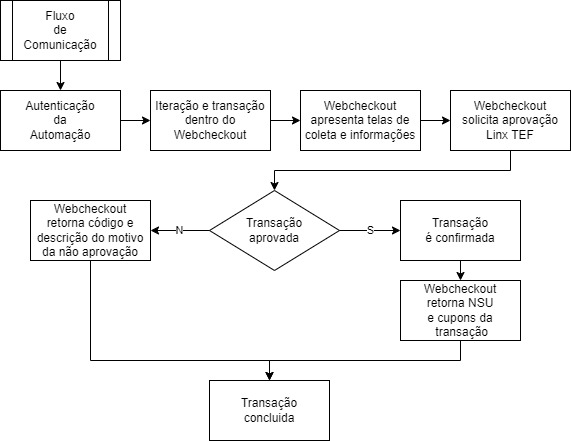 Fluxo
de
Comunicação
Autenticação
da
Automação
Iteração e transação
dentro do
Webcheckout
Webcheckout
apresenta telas de
coleta e informações
Webcheckout
solicita aprovação
Linx TEF
Webcheckout
retorna código e
descrição do motivo
da não aprovação
N
Transação
aprovada
S
Transação
é confirmada
Webcheckout
retorna NSU
e cupons da
transação
Transação
concluida